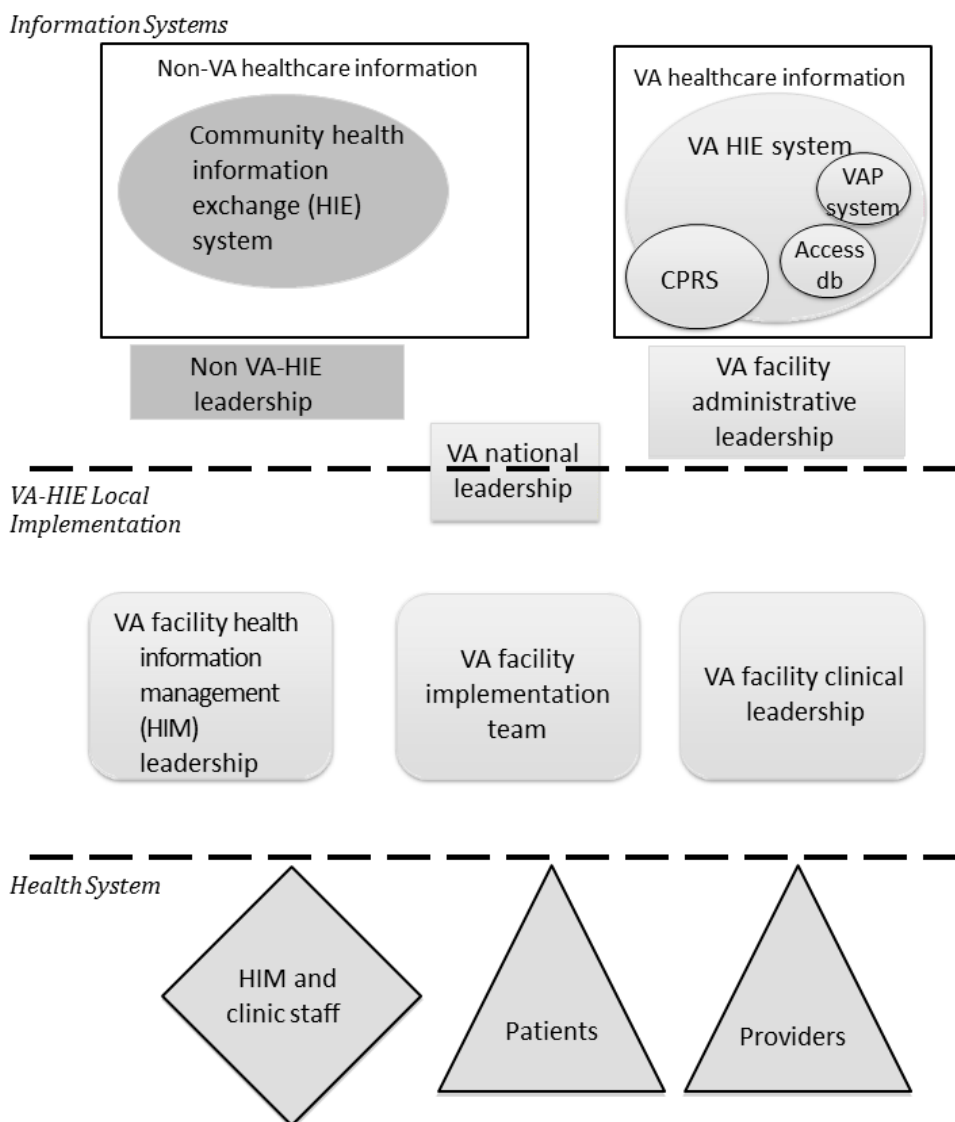 Information Systems
Non-VA healthcare information
Community health
information
exchange (HIE)
system
VA healthcare information
VA HIE system
VAP
system
Access
db
CPRS
Non VA-HIE
leadership
VA facility
administrative
leadership
VA national
leadership
VA-HIE Local
Implementation
VA facility health
information
management
(HIM)
leadership
VA facility
implementation
team
VA facility clinical
leadership
Health System
HIM and
clinic staff
Patients
Providers